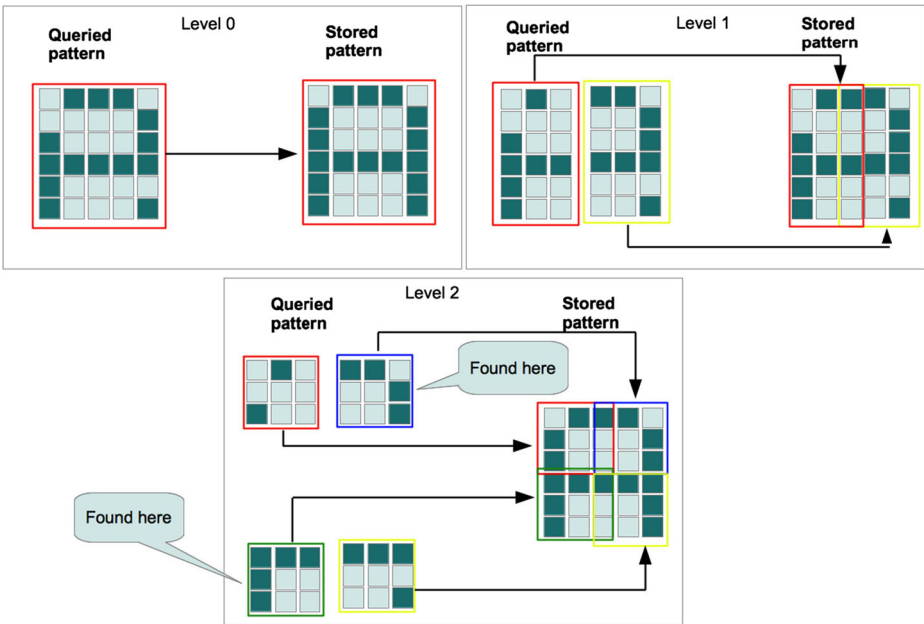 Level 0
Queried
pattern
Stored
pattern
Level 1
Queried
pattern
Stored
pattern
Level 2
Queried
pattern
Stored
pattern
Found here
Found here